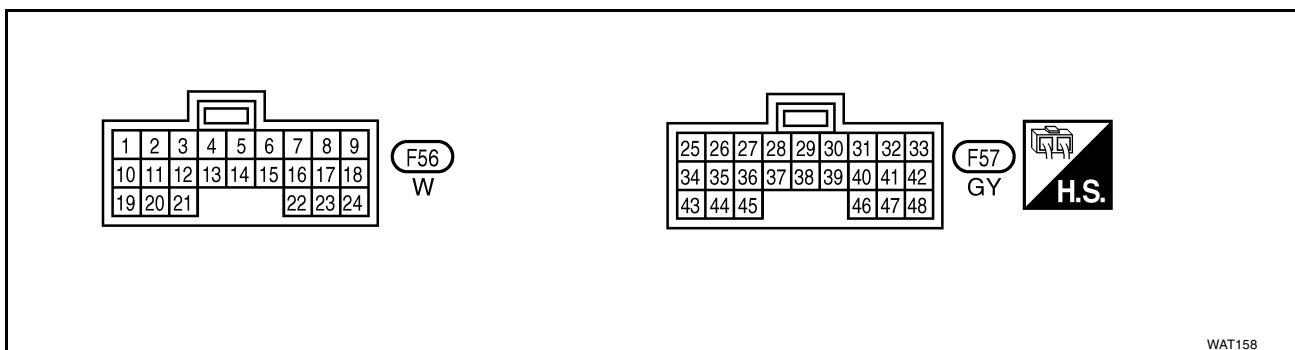 1 2 3 4 5 6 7 8 9
10 11 12 13 14 15 16 17 18
19 20 21 22 23 24
F56
W
25 26 27 28 29 30 31 32 33
34 35 36 37 38 39 40 41 42
43 44 45 46 47 48
F57
GY
H.S.
WAT158